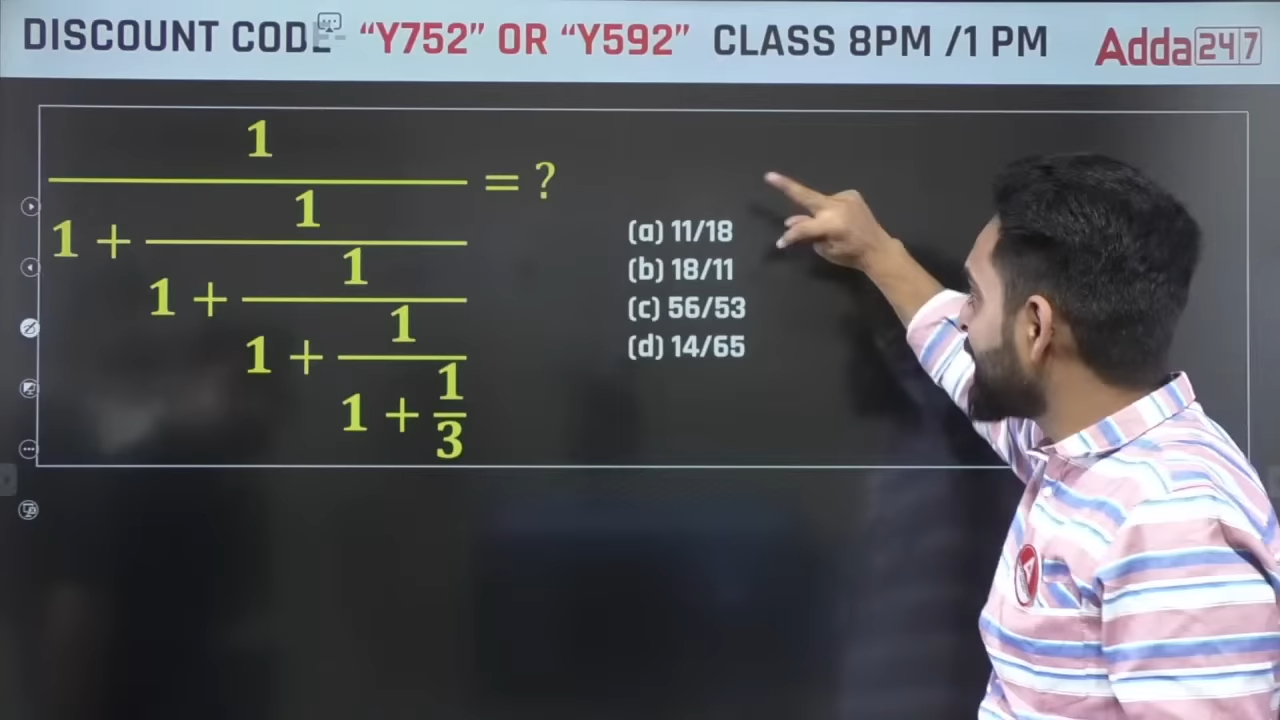 DISCOUNT CODE “Y752” OR “Y592” CLASS 8PM /1 PM
Adda247
1
1 + 1
1 + 1
1 + 1
1 + 1
3
= ?
(a) 11/18
(b) 18/11
(c) 56/53
(d) 14/65